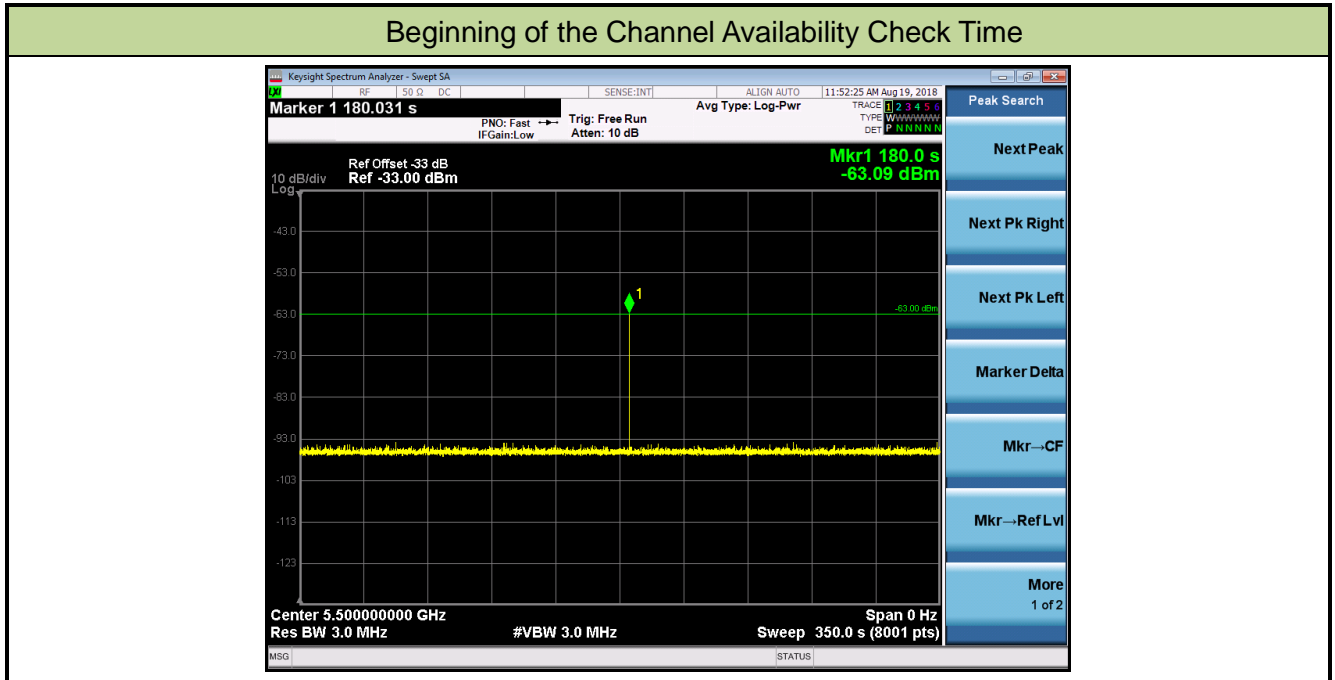 Beginning of the Channel Availability Check Time
Keysight Spectrum Analyzer - Swept SA
LXI RF 50 Ω DC SENSE:INT ALIGN AUTO 11:52:25 AM Aug 19, 2018
Marker 1 180.031 s
PNO: Fast
IFGain:Low
Trig: Free Run
Atten: 10 dB
Avg Type: Log-Pwr
TRACE 1 2 3 4 5 6
TYPE WWWWWW
DET P N N N N N
Peak Search
Ref Offset -33 dB
10 dB/div Ref -33.00 dBm
Log
Mkr1 180.0 s
-63.09 dBm
-43.0
-53.0
-63.0
-73.0
-83.0
-93.0
-103
-113
-123
1
-63.00 dBm
Center 5.500000000 GHz
Span 0 Hz
Res BW 3.0 MHz
#VBW 3.0 MHz
Sweep 350.0 s (8001 pts)
MSG
STATUS
Next Peak
Next Pk Right
Next Pk Left
Marker Delta
Mkr→CF
Mkr→Ref Lvl
More
1 of 2